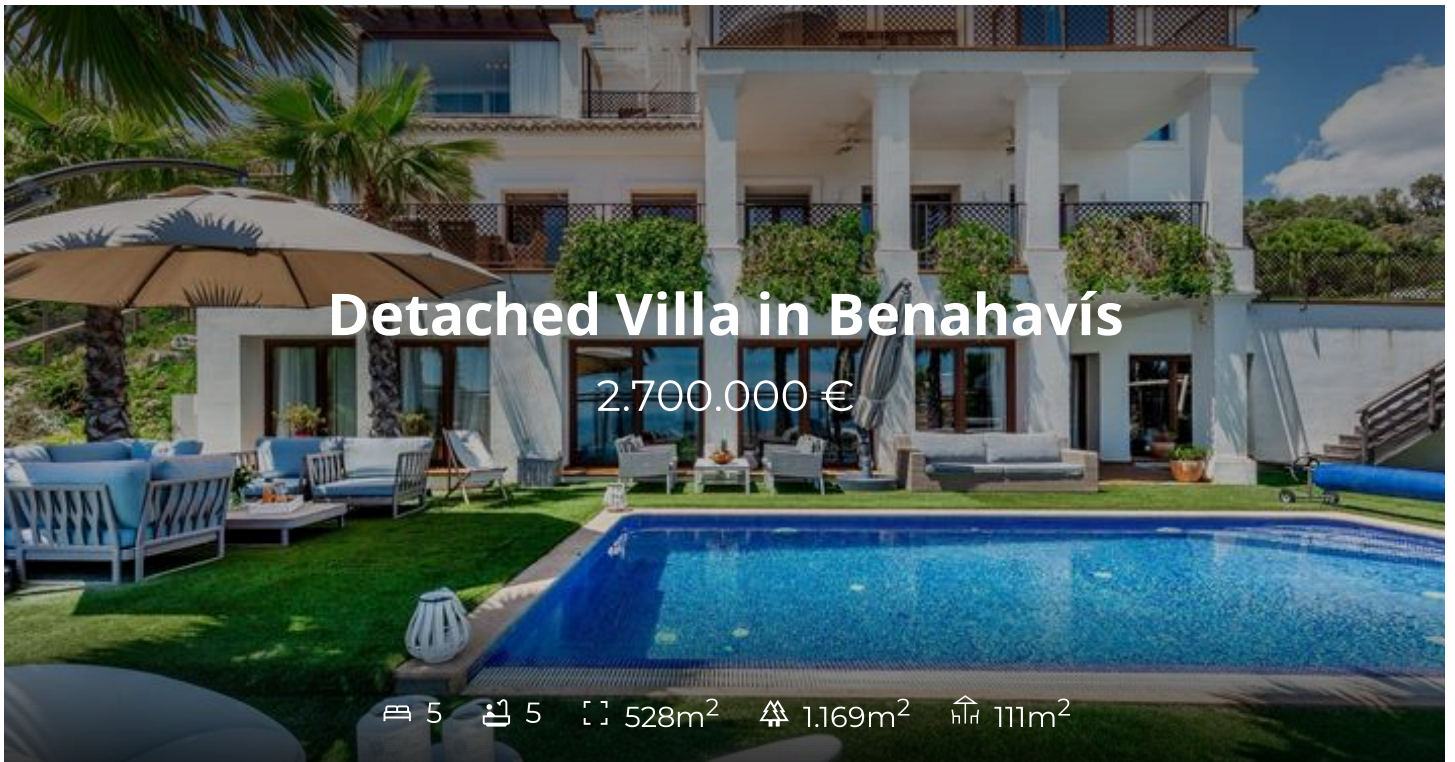 Detached Villa in Benahavís
2.700.000 €
5 5 528m² 1.169m² 111m²